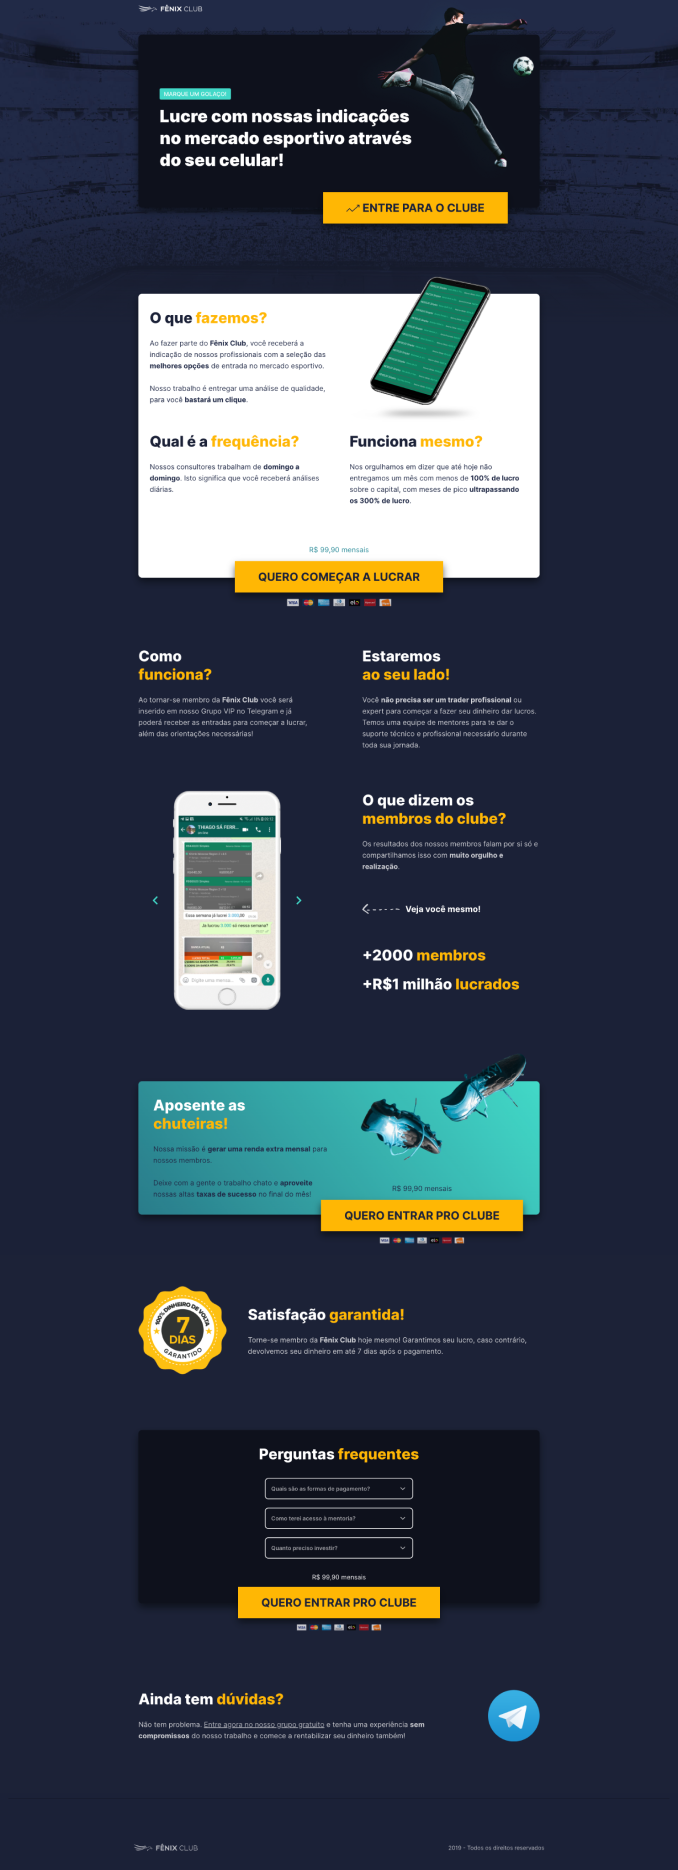 FÊNIX CLUB
MARQUE UM GOLAÇO!
Lucre com nossas indicações
no mercado esportivo através
do seu celular!
ENTRE PARA O CLUBE
O que fazemos?
Ao fazer parte do Fênix Club, você receberá a
indicação de nossos profissionais com a seleção das
melhores opções de entrada no mercado esportivo.
Nosso trabalho é entregar uma análise de qualidade,
para você bastará um clique.
Qual é a frequência?
Nossos consultores trabalham de domingo a
domingo. Isto significa que você receberá análises
diárias.
Funciona mesmo?
Nos orgulhamos em dizer que até hoje não
entregamos um mês com menos de 100% de lucro
sobre o capital, com meses de pico ultrapassando
os 300% de lucro.
R$ 99,90 mensais
QUERO COMEÇAR A LUCRAR
VISA
elo
Como
funciona?
Ao tornar-se membro da Fênix Club você será
inserido em nosso Grupo VIP no Telegram e já
poderá receber as entradas para começar a lucrar,
além das orientações necessárias!
Estaremos
ao seu lado!
Você não precisa ser um trader profissional ou
expert para começar a fazer seu dinheiro dar lucros.
Temos uma equipe de mentores para te dar o
suporte técnico e profissional necessário durante
toda sua jornada.
THIAGO SÁ FERR...
Essa semana já lucrei
Já lucrou
só nessa semana?
Digite uma mensa...
O que dizem os
membros do clube?
Os resultados dos nossos membros falam por si só e
compartilhamos isso com muito orgulho e
realização.
Veja você mesmo!
+2000 membros
+R$1 milhão lucrados
Aposente as
chuteiras!
Nossa missão é gerar uma renda extra mensal para
nossos membros.
Deixe com a gente o trabalho chato e aproveite
nossas altas taxas de sucesso no final do mês!
R$ 99,90 mensais
QUERO ENTRAR PRO CLUBE
100% DINHEIRO DE VOLTA
7
DIAS
GARANTIDO
Satisfação garantida!
Torne-se membro da Fênix Club hoje mesmo! Garantimos seu lucro, caso contrário,
devolvemos seu dinheiro em até 7 dias após o pagamento.
Perguntas frequentes
Quais são as formas de pagamento?
Como terei acesso à mentoria?
Quanto preciso investir?
R$ 99,90 mensais
QUERO ENTRAR PRO CLUBE
Ainda tem dúvidas?
Não tem problema. Entre agora no nosso grupo gratuito e tenha uma experiência sem
compromissos do nosso trabalho e comece a rentabilizar seu dinheiro também!
FÊNIX CLUB
2019 - Todos os direitos reservados